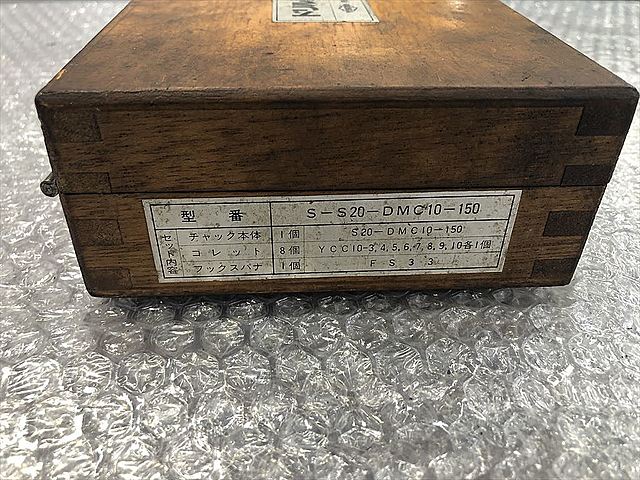 型番 S-S20-DMC10-150
セット内容
チャック本体 1個 S20-DMC10-150
コレット 8個 YCC10-3,4,5,6,7,8,9,10各1個
フックスパナ 1個 FS33